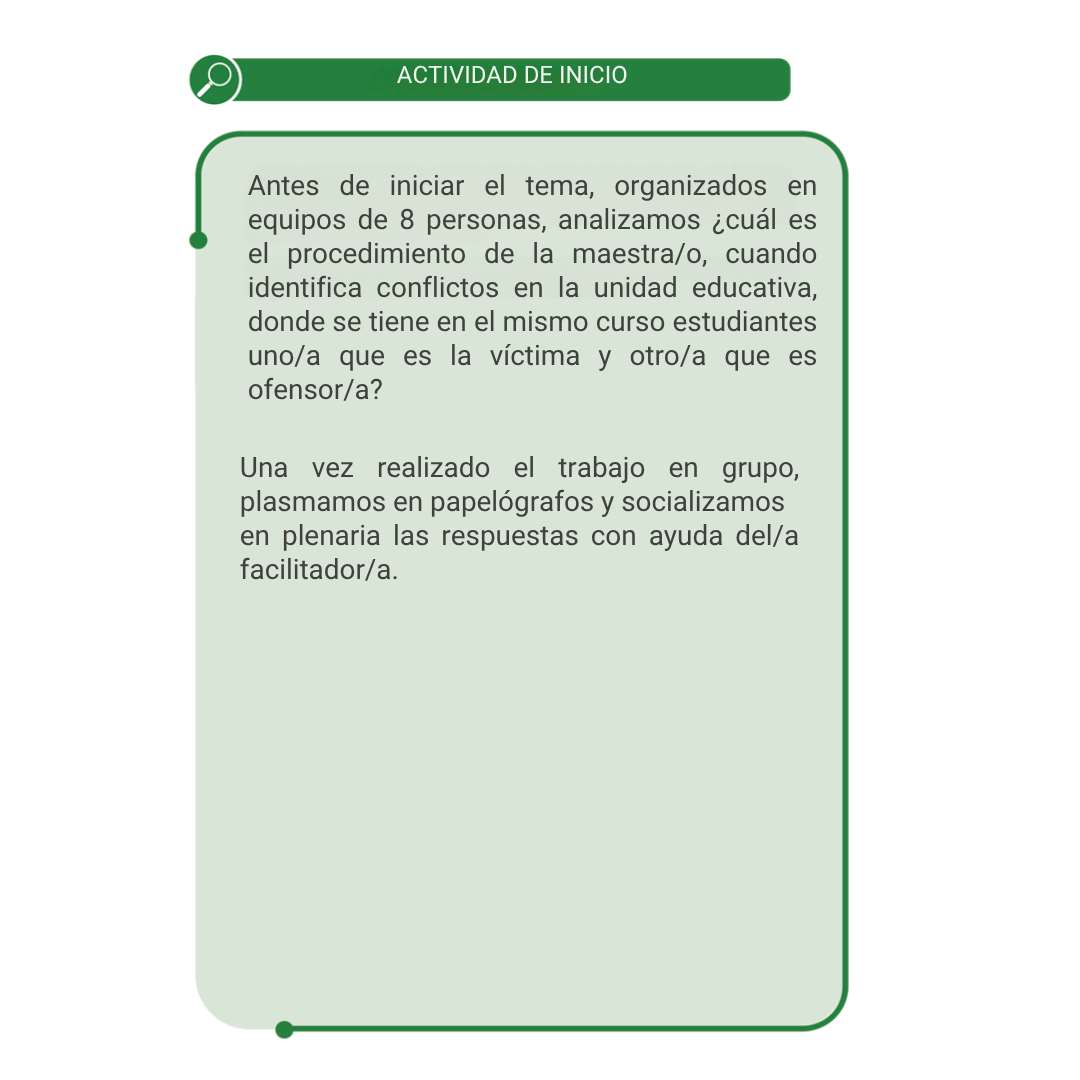 ACTIVIDAD DE INICIO
Antes de iniciar el tema, organizados en
equipos de 8 personas, analizamos ¿cuál es
el procedimiento de la maestra/o, cuando
identifica conflictos en la unidad educativa,
donde se tiene en el mismo curso estudiantes
uno/a que es la víctima y otro/a que es
ofensor/a?
Una vez realizado el trabajo en grupo,
plasmamos en papelógrafos y socializamos
en plenaria las respuestas con ayuda del/a
facilitador/a.